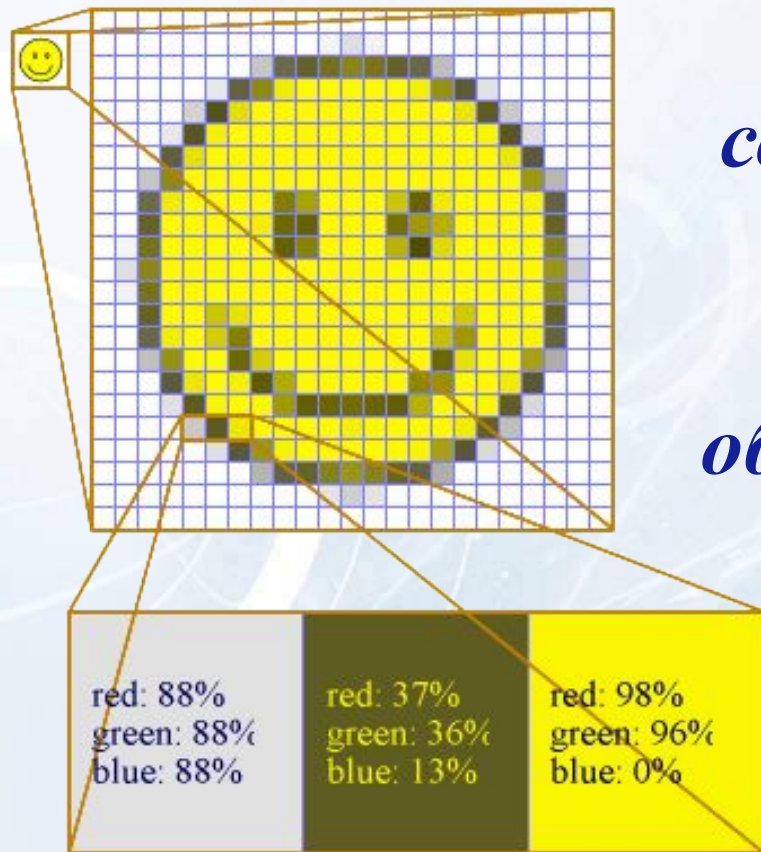 red: 88%
green: 88%
blue: 88%
red: 37%
green: 36%
blue: 13%
red: 98%
green: 96%
blue: 0%